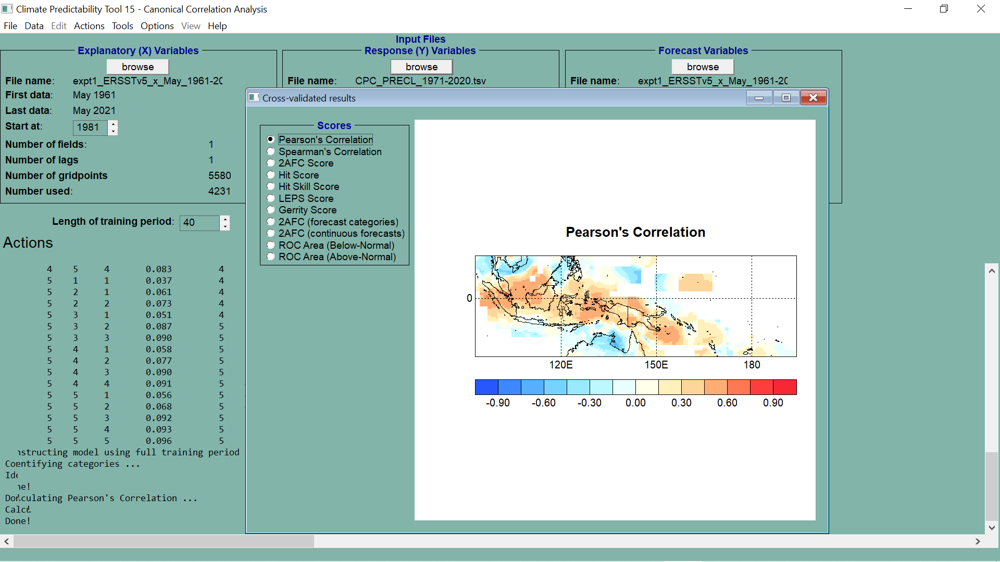 Climate Predictability Tool 15 - Canonical Correlation Analysis
File Data Edit Actions Tools Options View Help
Input Files
Explanatory (X) Variables
browse
File name: expt1_ERSSTv5_x_May_1961-20
First data: May 1961
Last data: May 2021
Start at: 1981
Number of fields: 1
Number of lags 1
Number of gridpoints 5580
Number used: 4231
Response (Y) Variables
browse
File name: CPC_PRECL_1971-2020.tsv
Forecast Variables
browse
File name: expt1_ERSSTv5_x_May_1961-20
Length of training period: 40
Actions
4 5 4 0.083 4
5 1 1 0.037 4
5 2 1 0.061 4
5 2 2 0.073 4
5 3 1 0.051 4
5 3 2 0.087 5
5 3 3 0.090 5
5 4 1 0.058 5
5 4 2 0.077 5
5 4 3 0.090 5
5 4 4 0.091 5
5 5 1 0.056 5
5 5 2 0.068 5
5 5 3 0.092 5
5 5 4 0.093 5
5 5 5 0.096 5
model using full training period
categories ...
Pearson's Correlation ...
Done!
Cross-validated results
Scores
Pearson's Correlation
Spearman's Correlation
2AFC Score
Hit Score
Hit Skill Score
LEPS Score
Gerrity Score
2AFC (forecast categories)
2AFC (continuous forecasts)
ROC Area (Below-Normal)
ROC Area (Above-Normal)
Pearson's Correlation
0
120E 150E 180
-0.90 -0.60 -0.30 0.00 0.30 0.60 0.90